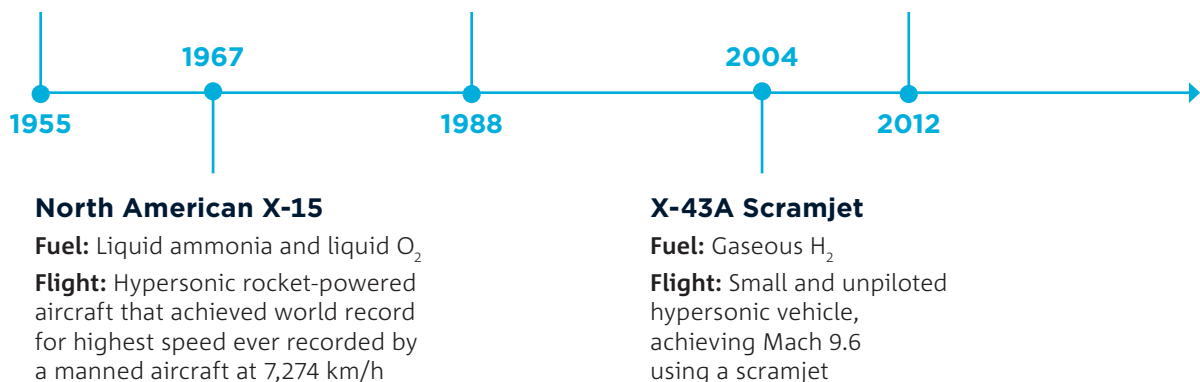 1967
2004
1955
1988
2012
North American X-15
Fuel: Liquid ammonia and liquid O₂
Flight: Hypersonic rocket-powered
aircraft that achieved world record
for highest speed ever recorded by
a manned aircraft at 7,274 km/h
X-43A Scramjet
Fuel: Gaseous H₂
Flight: Small and unpiloted
hypersonic vehicle,
achieving Mach 9.6
using a scramjet